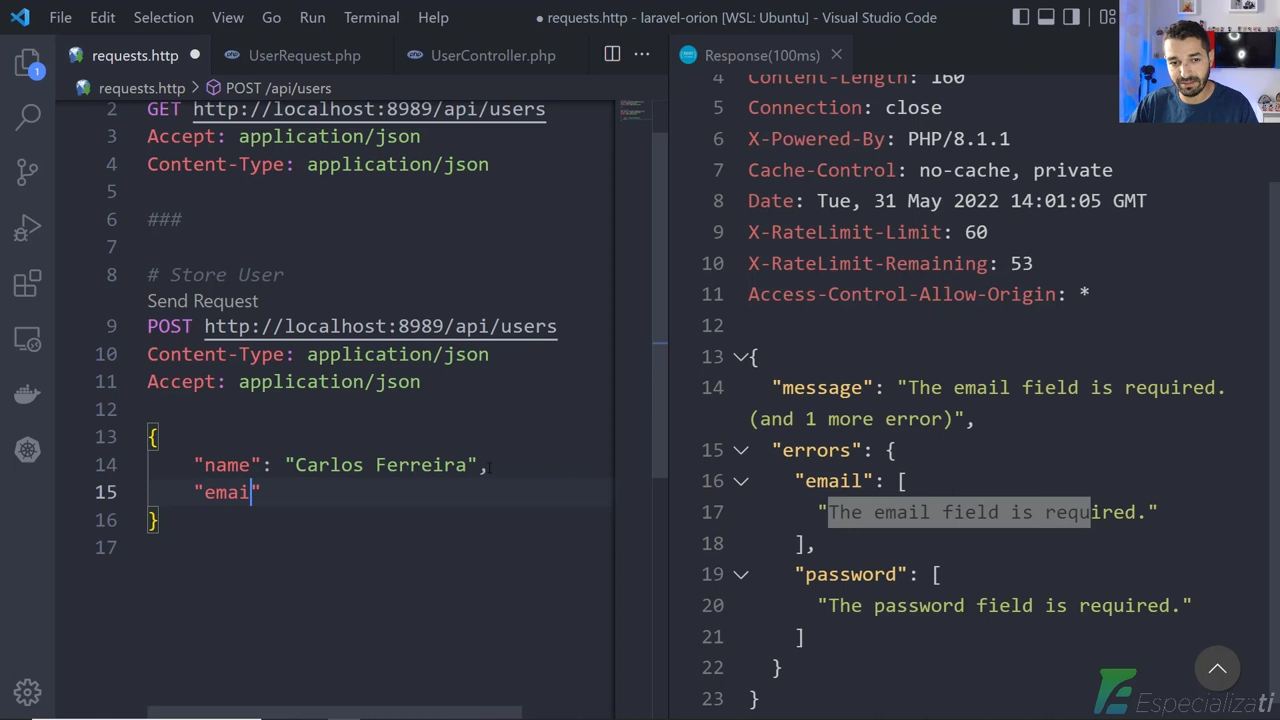 File Edit Selection View Go Run Terminal Help
● requests.http - laravel-orion [WSL: Ubuntu] - Visual Studio Code
1
requests.http ●
UserRequest.php
UserController.php
requests.http > POST /api/users
2 GET http://localhost:8989/api/users
3 Accept: application/json
4 Content-Type: application/json
5
6 ###
7
8 # Store User
Send Request
9 POST http://localhost:8989/api/users
10 Content-Type: application/json
11 Accept: application/json
12
13 {
14 "name": "Carlos Ferreira",
15 "emai"
16 }
17
Response(100ms)
4 Content-Length: 160
5 Connection: close
6 X-Powered-By: PHP/8.1.1
7 Cache-Control: no-cache, private
8 Date: Tue, 31 May 2022 14:01:05 GMT
9 X-RateLimit-Limit: 60
10 X-RateLimit-Remaining: 53
11 Access-Control-Allow-Origin: *
12
13 {
14 "message": "The email field is required.
(and 1 more error)",
15 "errors": {
16 "email": [
17 "The email field is required."
18 ],
19 "password": [
20 "The password field is required."
21 ]
22 }
23 }
Especializati